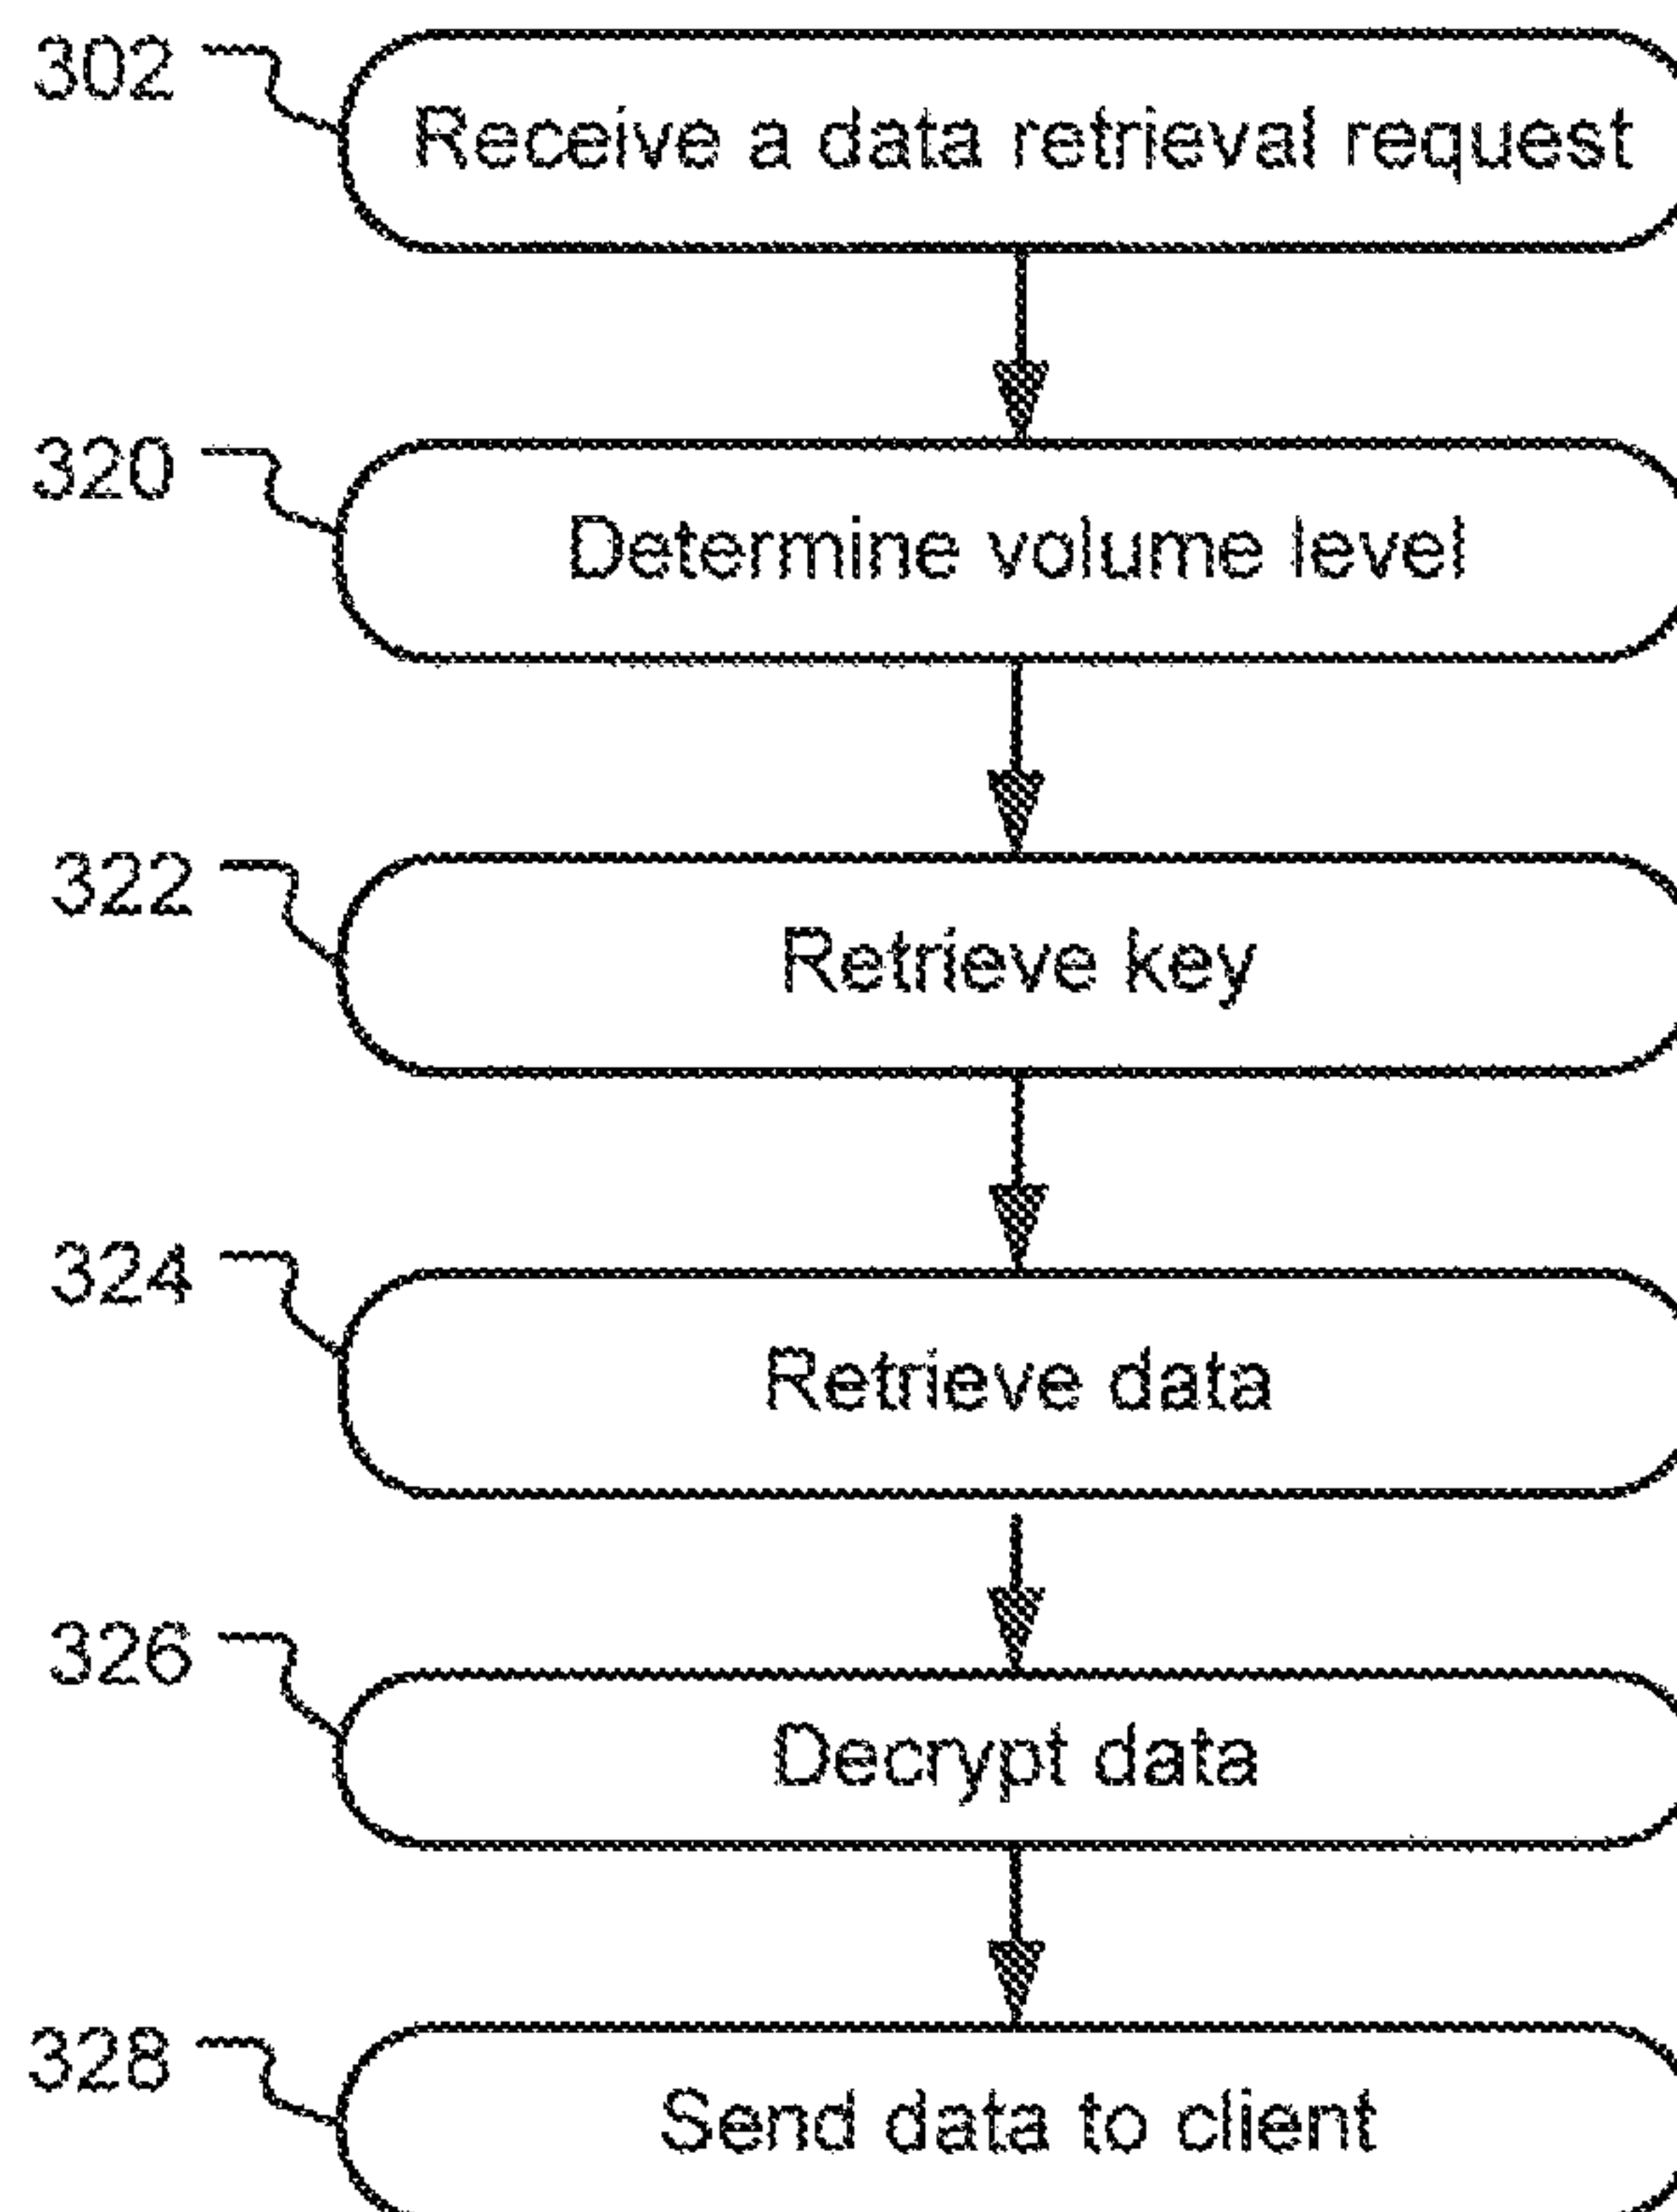 302 Receive a data retrieval request
320 Determine volume level
322 Retrieve key
324 Retrieve data
326 Decrypt data
328 Send data to client